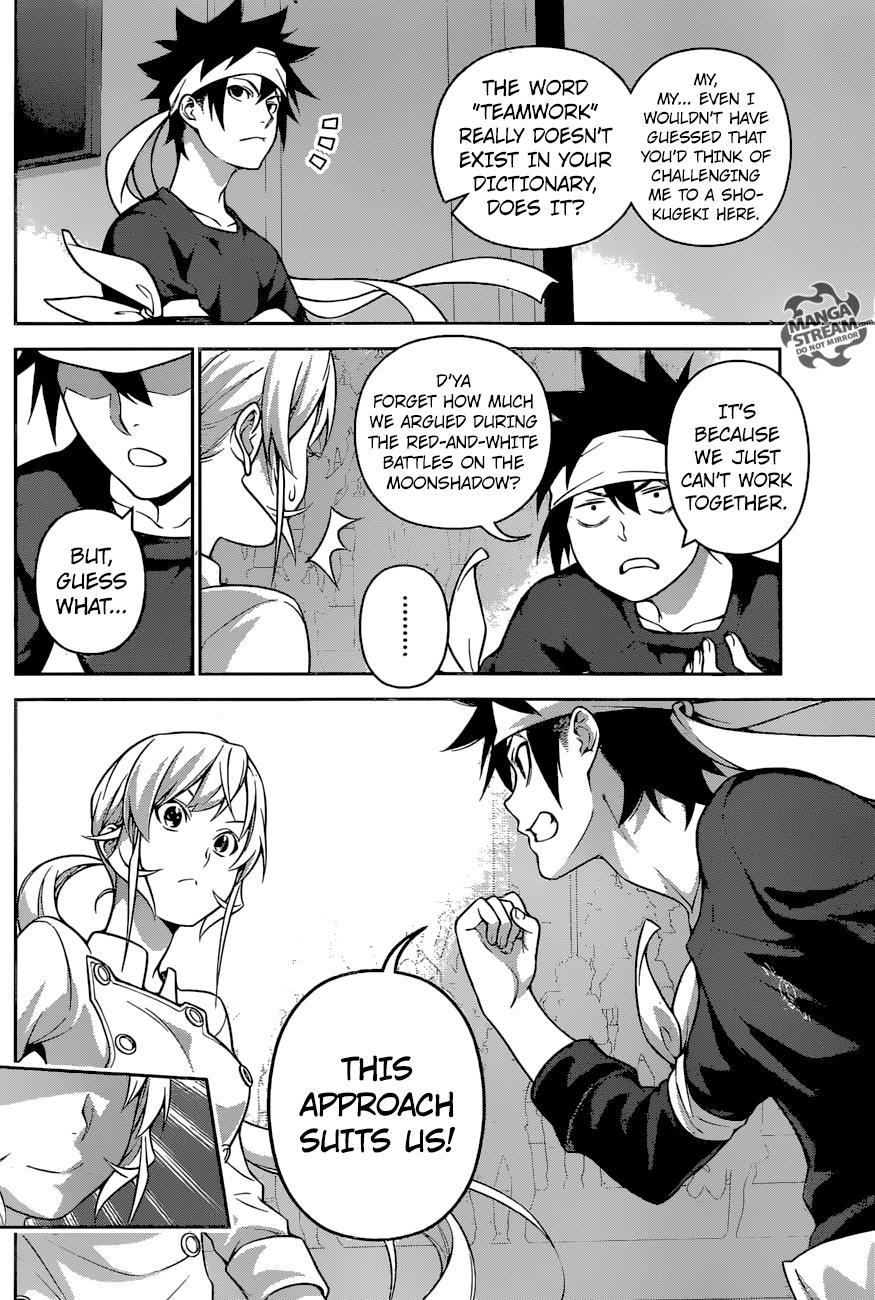 MY,
MY... EVEN I
WOULDN'T HAVE
GUESSED THAT
YOU'D THINK OF
CHALLENGING
ME TO A SHO-
KUGEKI HERE.
THE WORD
"TEAMWORK"
REALLY DOESN'T
EXIST IN YOUR
DICTIONARY,
DOES IT?
MANGA
STREAM.com
DO NOT MIRROR
IT'S
BECAUSE
WE JUST
CAN'T WORK
TOGETHER.
D'YA
FORGET HOW MUCH
WE ARGUED DURING
THE RED-AND-WHITE
BATTLES ON THE
MOONSHADOW?
.........
BUT,
GUESS
WHAT...
THIS
APPROACH
SUITS US!